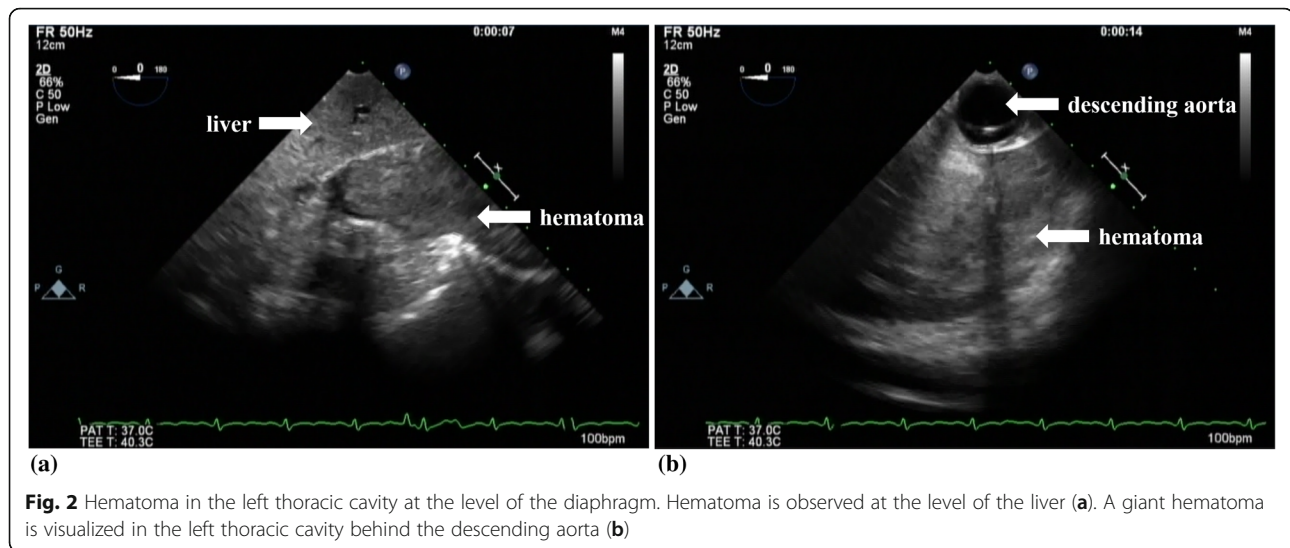 FR 50Hz
12cm
0:00:07
M4
2D
66%
C 50
P Low
Gen
0 0 180
P
liver
hematoma
G
P R
PAT T: 37.0C
TEE T: 40.3C
100bpm
(a)
FR 50Hz
12cm
0:00:14
M4
2D
66%
C 50
P Low
Gen
0 0 180
P
descending aorta
hematoma
G
P R
PAT T: 37.0C
TEE T: 40.3C
100bpm
(b)
Fig. 2 Hematoma in the left thoracic cavity at the level of the diaphragm. Hematoma is observed at the level of the liver (a). A giant hematoma
is visualized in the left thoracic cavity behind the descending aorta (b)